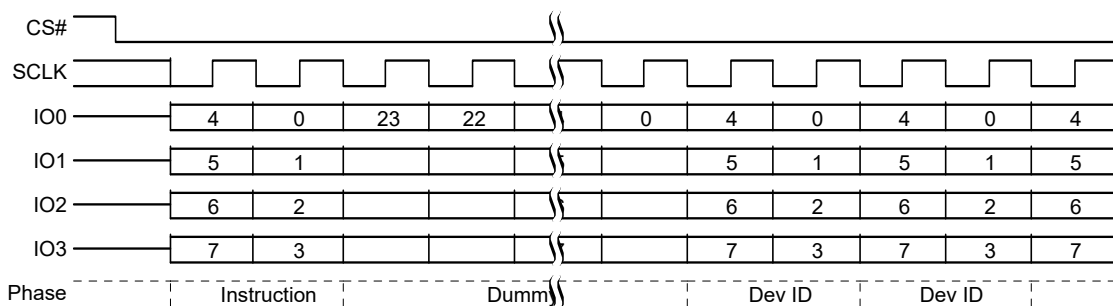 CS#
SCLK
IO0 4 0 23 22 0 4 0 4 0 4
IO1 5 1 5 1 5 1 5
IO2 6 2 6 2 6 2 6
IO3 7 3 7 3 7 3 7
Phase Instruction Dummy Dev ID Dev ID